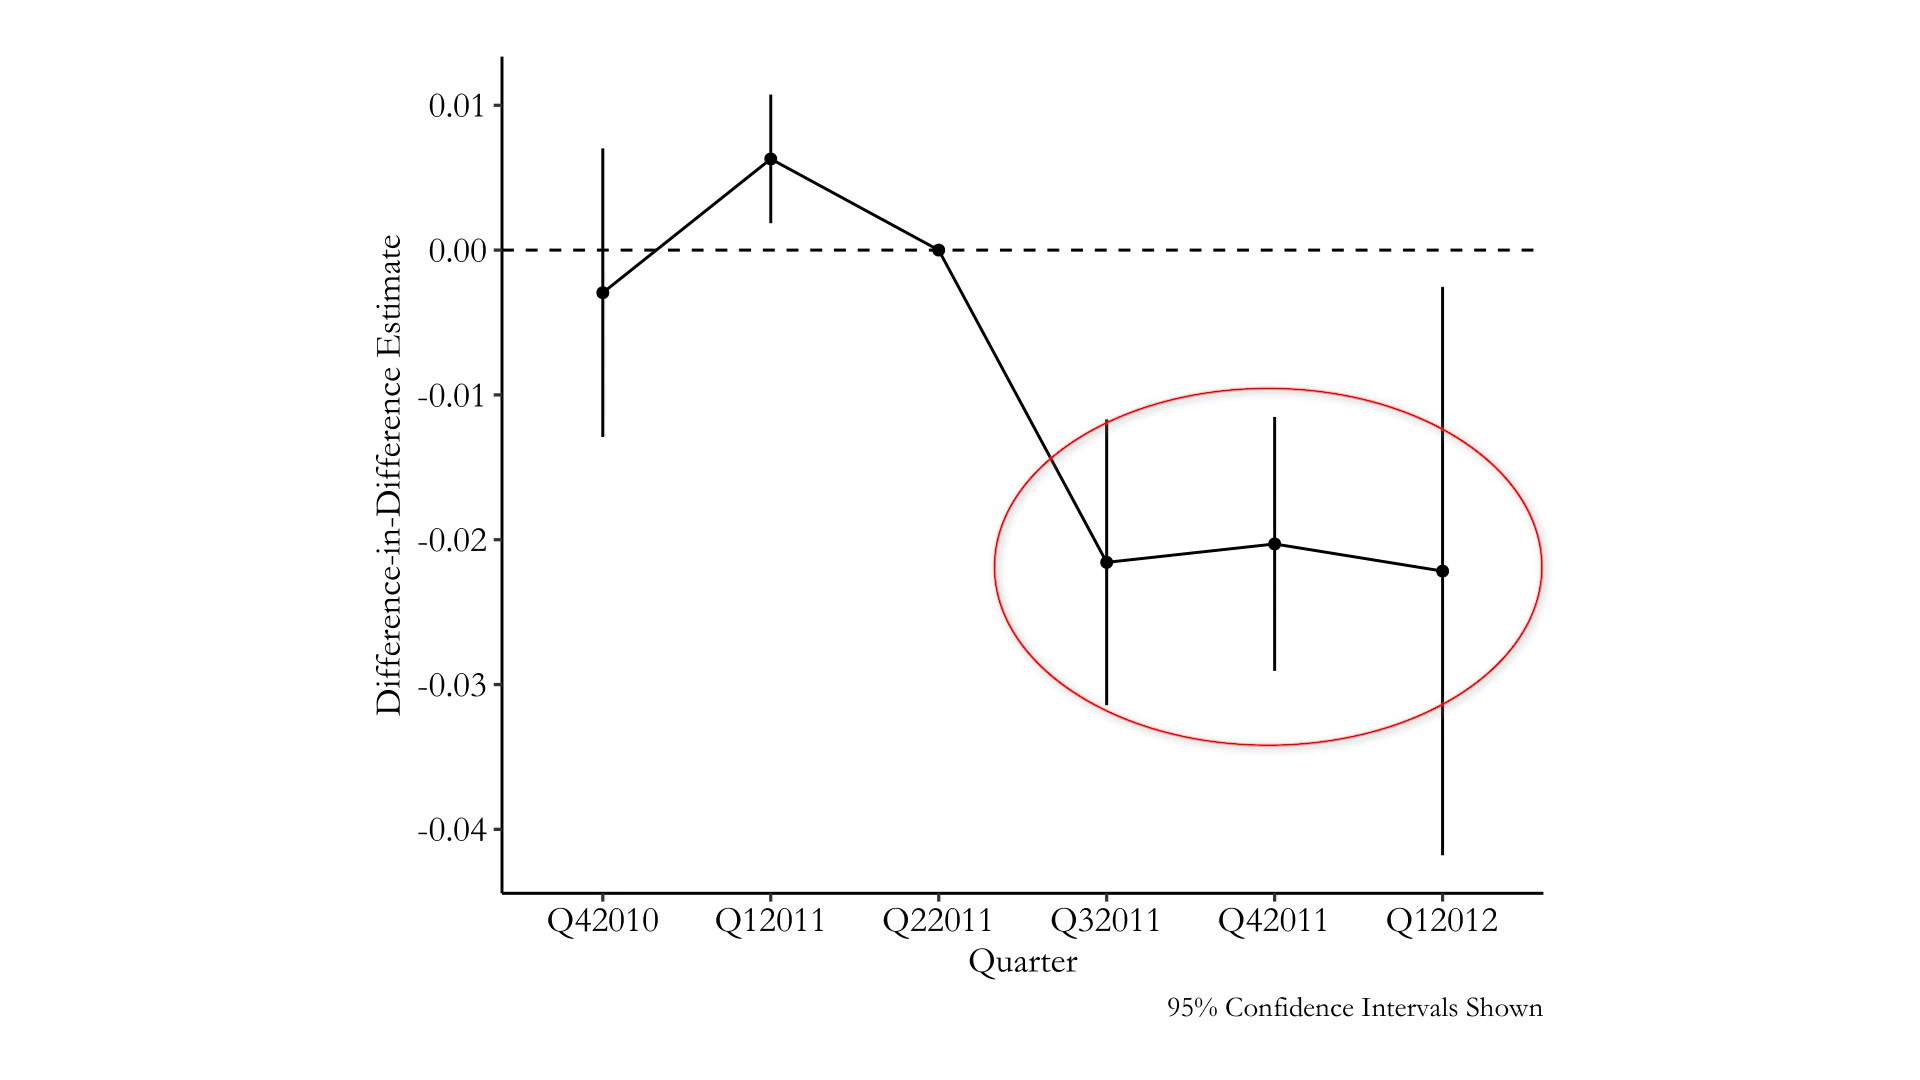 Difference-in-Difference Estimate
0.01
0.00
-0.01
-0.02
-0.03
-0.04
Q42010 Q12011 Q22011 Q32011 Q42011 Q12012
Quarter
95% Confidence Intervals Shown